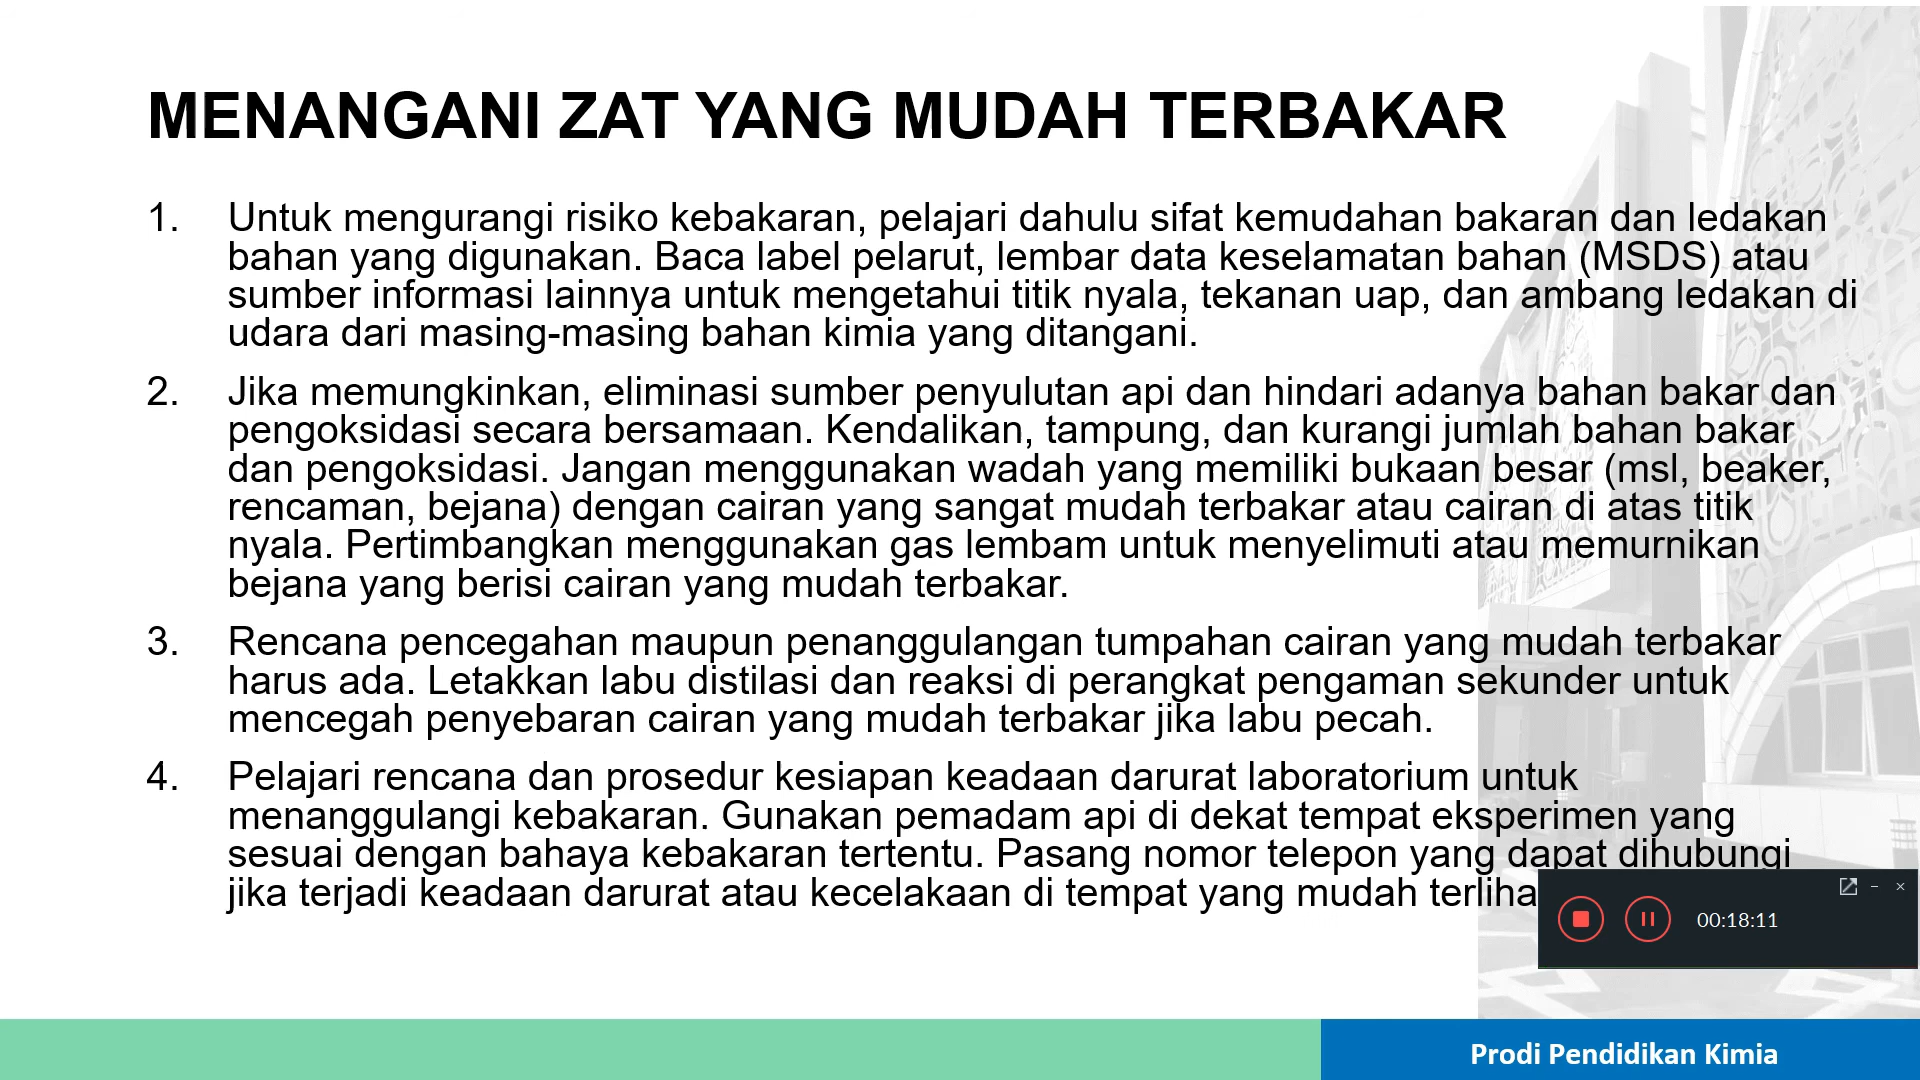 MENANGANI ZAT YANG MUDAH TERBAKAR
1. Untuk mengurangi risiko kebakaran, pelajari dahulu sifat kemudahan bakaran dan ledakan
bahan yang digunakan. Baca label pelarut, lembar data keselamatan bahan (MSDS) atau
sumber informasi lainnya untuk mengetahui titik nyala, tekanan uap, dan ambang ledakan di
udara dari masing-masing bahan kimia yang ditangani.
2. Jika memungkinkan, eliminasi sumber penyulutan api dan hindari adanya bahan bakar dan
pengoksidasi secara bersamaan. Kendalikan, tampung, dan kurangi jumlah bahan bakar
dan pengoksidasi. Jangan menggunakan wadah yang memiliki bukaan besar (msl, beaker,
rencaman, bejana) dengan cairan yang sangat mudah terbakar atau cairan di atas titik
nyala. Pertimbangkan menggunakan gas lembam untuk menyelimuti atau memurnikan
bejana yang berisi cairan yang mudah terbakar.
3. Rencana pencegahan maupun penanggulangan tumpahan cairan yang mudah terbakar
harus ada. Letakkan labu distilasi dan reaksi di perangkat pengaman sekunder untuk
mencegah penyebaran cairan yang mudah terbakar jika labu pecah.
4. Pelajari rencana dan prosedur kesiapan keadaan darurat laboratorium untuk
menanggulangi kebakaran. Gunakan pemadam api di dekat tempat eksperimen yang
sesuai dengan bahaya kebakaran tertentu. Pasang nomor telepon yang dapat dihubungi
jika terjadi keadaan darurat atau kecelakaan di tempat yang mudah terliha
00:18:11
Prodi Pendidikan Kimia